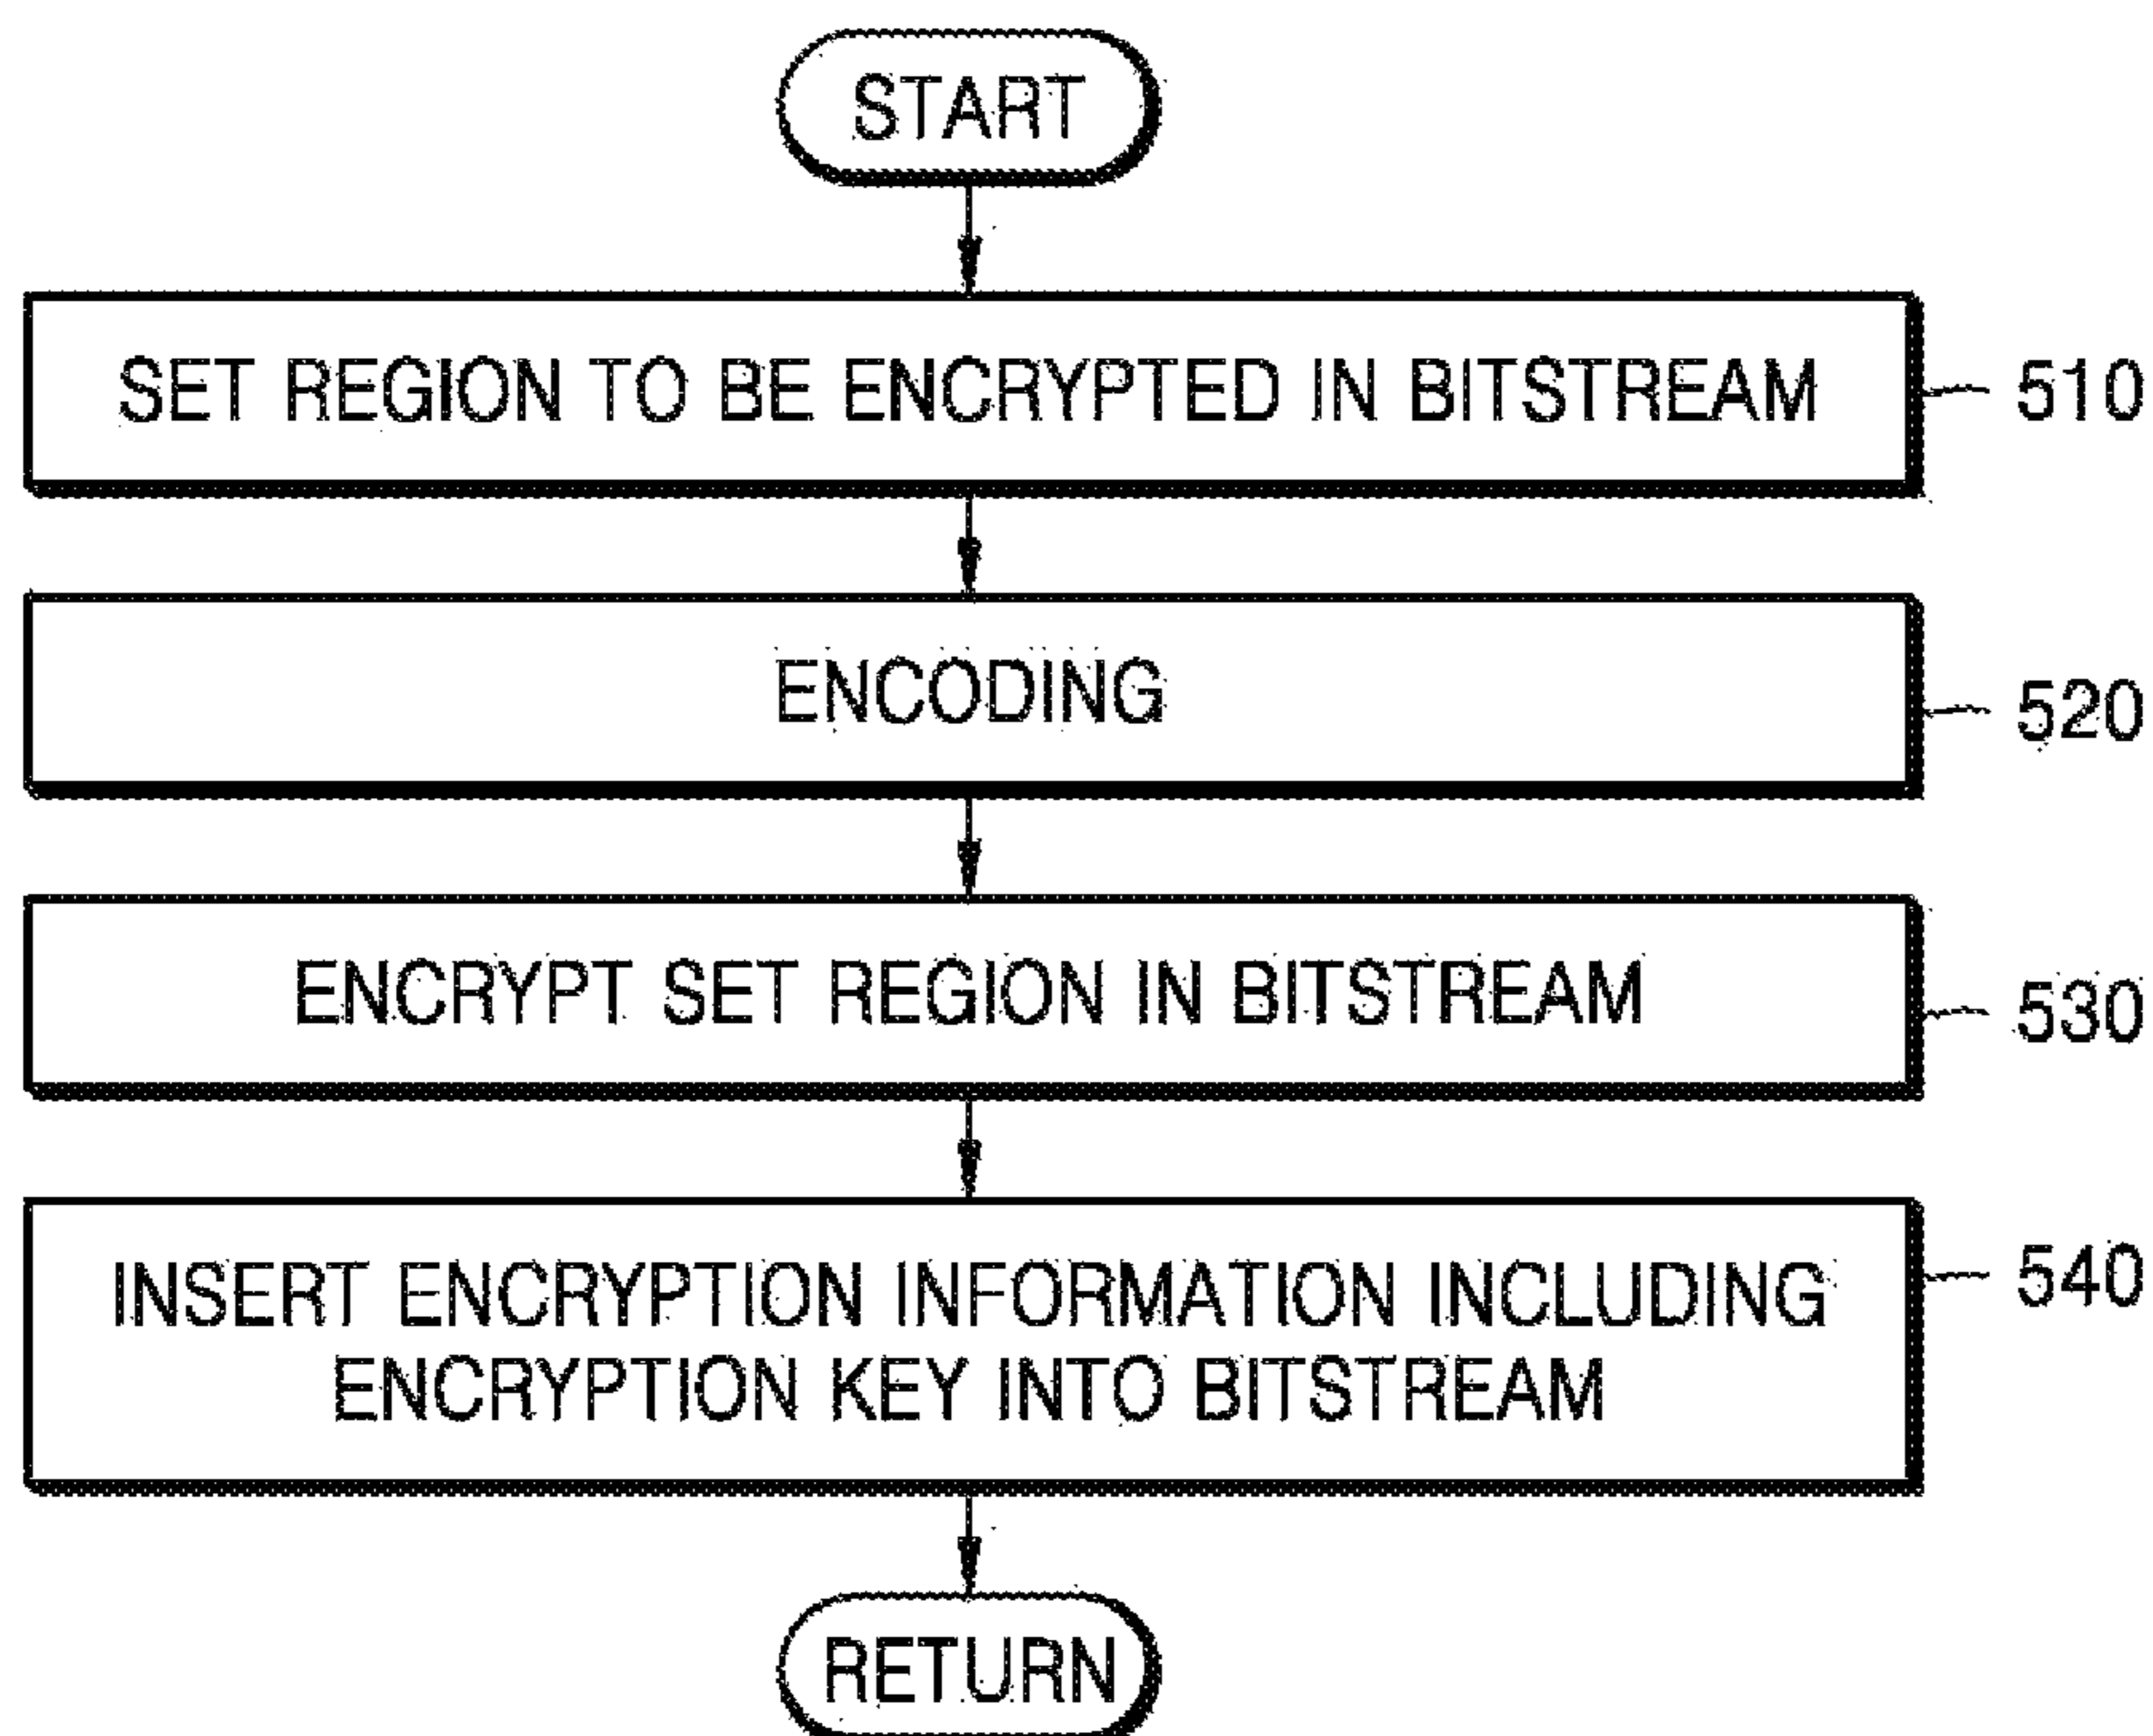 START
SET REGION TO BE ENCRYPTED IN BITSTREAM
510
ENCODING
520
ENCRYPT SET REGION IN BITSTREAM
530
INSERT ENCRYPTION INFORMATION INCLUDING
540
ENCRYPTION KEY INTO BITSTREAM
RETURN